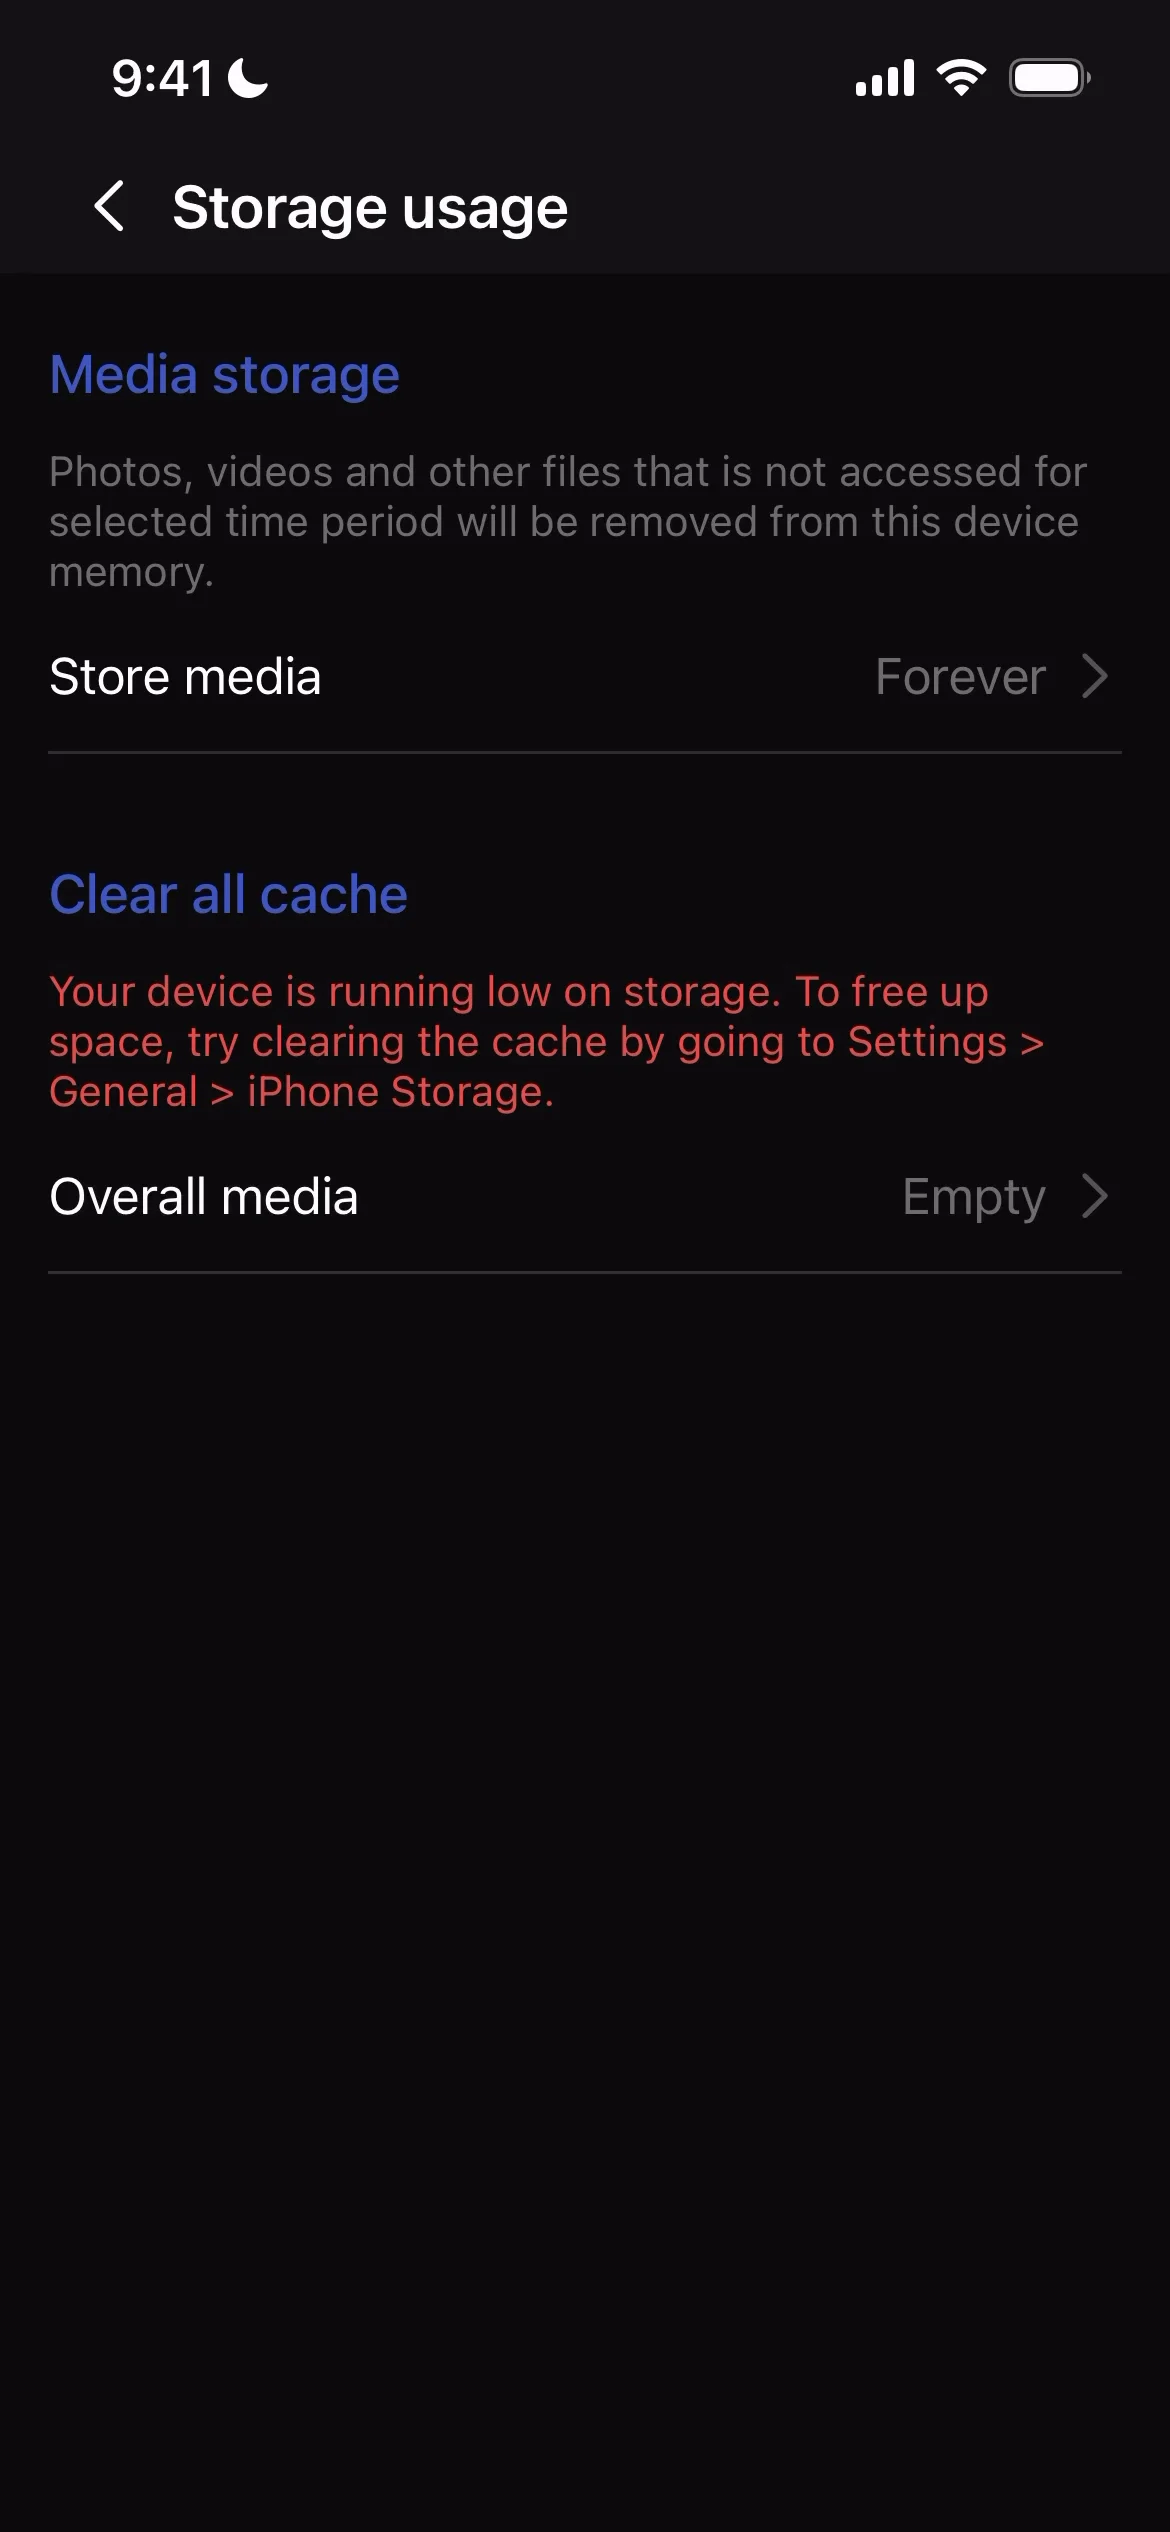 9:41
Storage usage
Media storage
Photos, videos and other files that is not accessed for
selected time period will be removed from this device
memory.
Store media Forever
Clear all cache
Your device is running low on storage. To free up
space, try clearing the cache by going to Settings >
General > iPhone Storage.
Overall media Empty